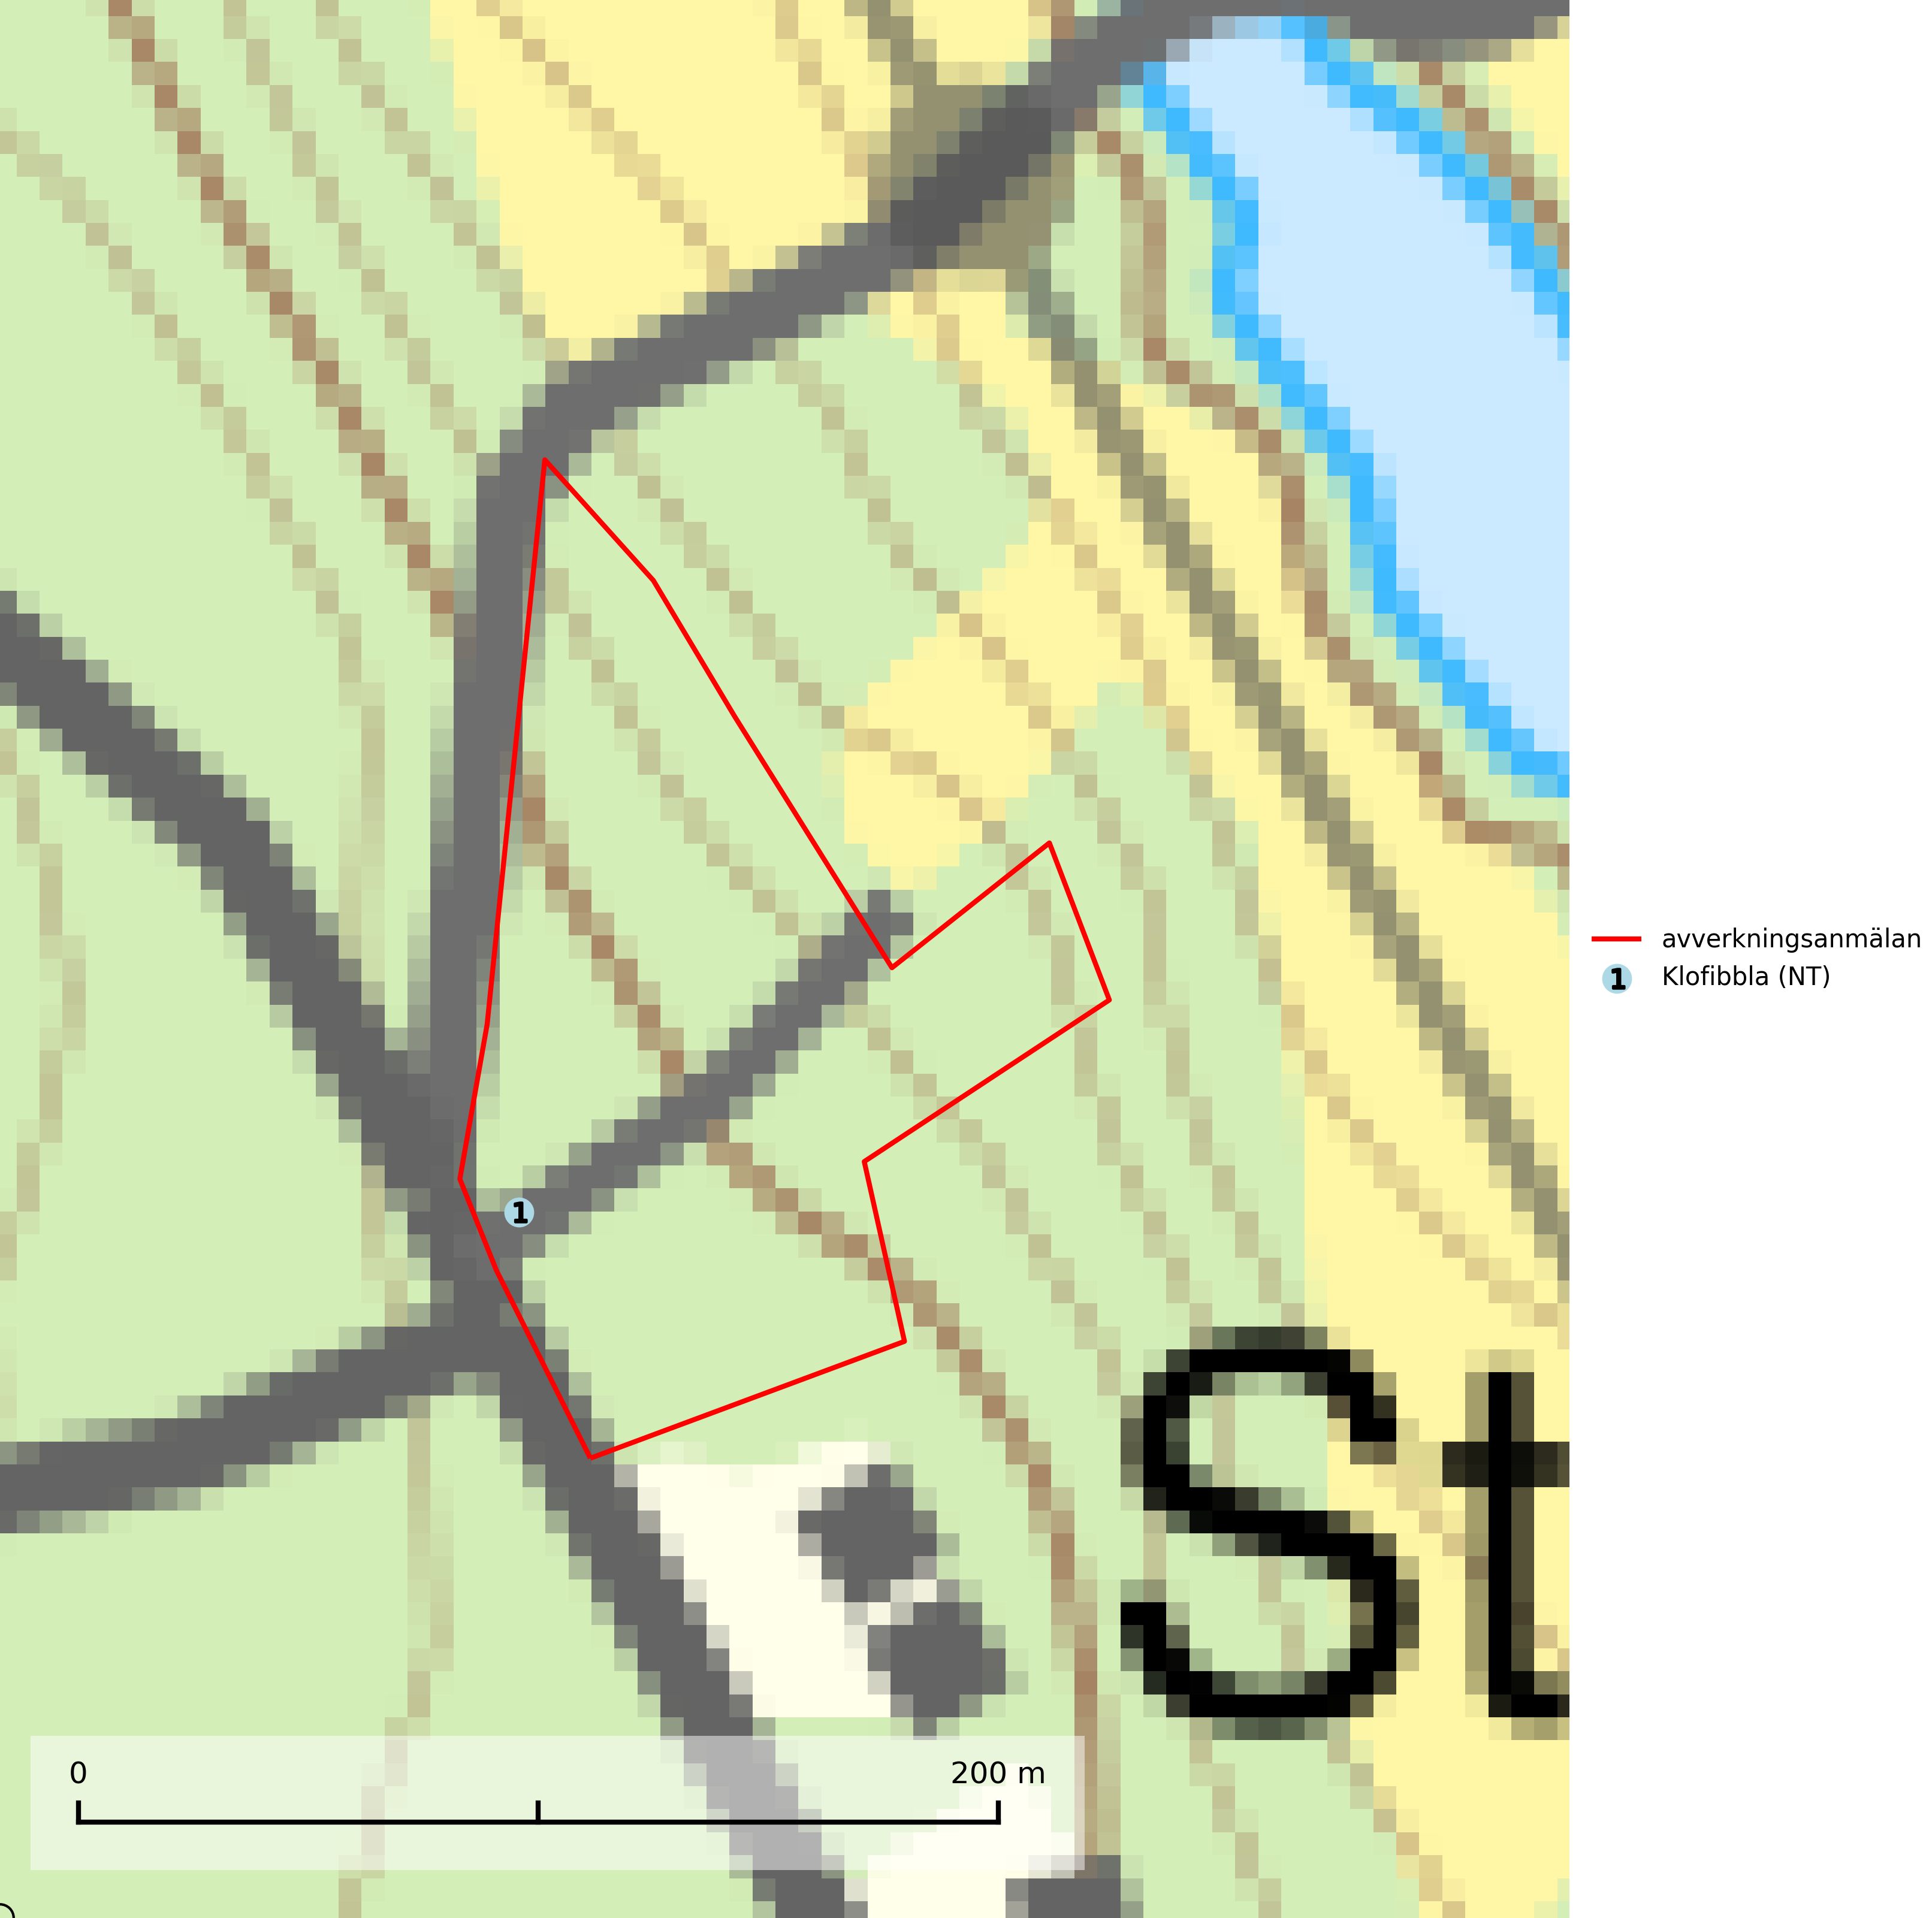 avverkningsanmälan
1 Klofibbla (NT)
1
St
0 200 m